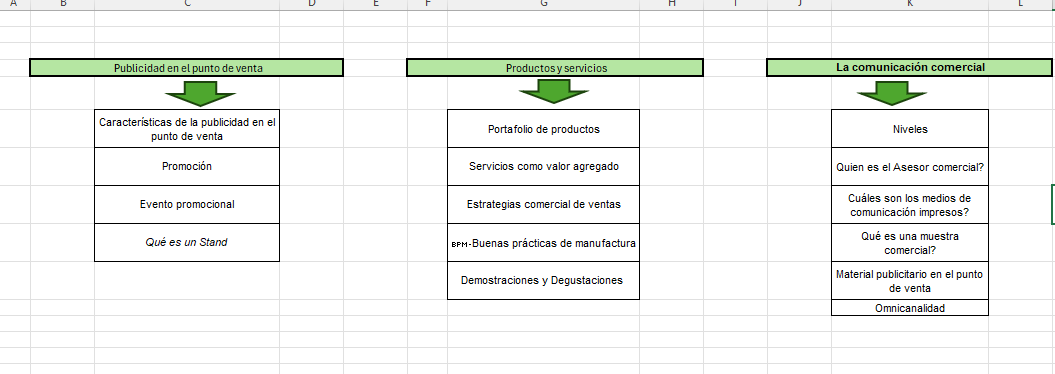 A B C D E F G H I J K L
Publicidad en el punto de venta
Características de la publicidad en el
punto de venta
Promoción
Evento promocional
Qué es un Stand
Productos y servicios
Portafolio de productos
Servicios como valor agregado
Estrategias comercial de ventas
BPM-Buenas prácticas de manufactura
Demostraciones y Degustaciones
La comunicación comercial
Niveles
Quien es el Asesor comercial?
Cuáles son los medios de
comunicación impresos?
Qué es una muestra
comercial?
Material publicitario en el punto
de venta
Omnicanalidad